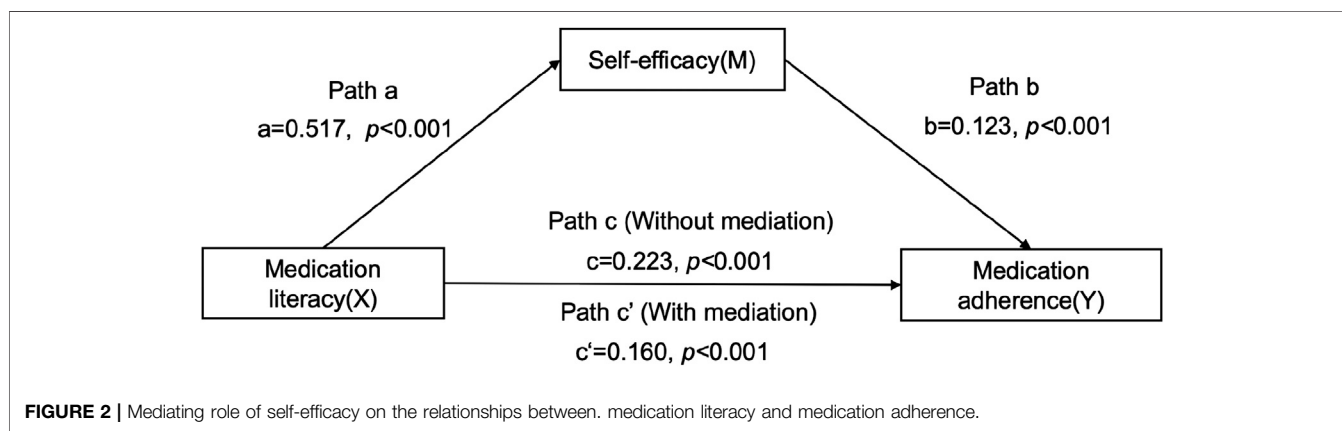 Self-efficacy(M)
Path a
a=0.517, p<0.001
Path b
b=0.123, p<0.001
Path c (Without mediation)
c=0.223, p<0.001
Medication
literacy(X)
Medication
adherence(Y)
Path c’ (With mediation)
c‘=0.160, p<0.001
FIGURE 2 | Mediating role of self-efficacy on the relationships between. medication literacy and medication adherence.